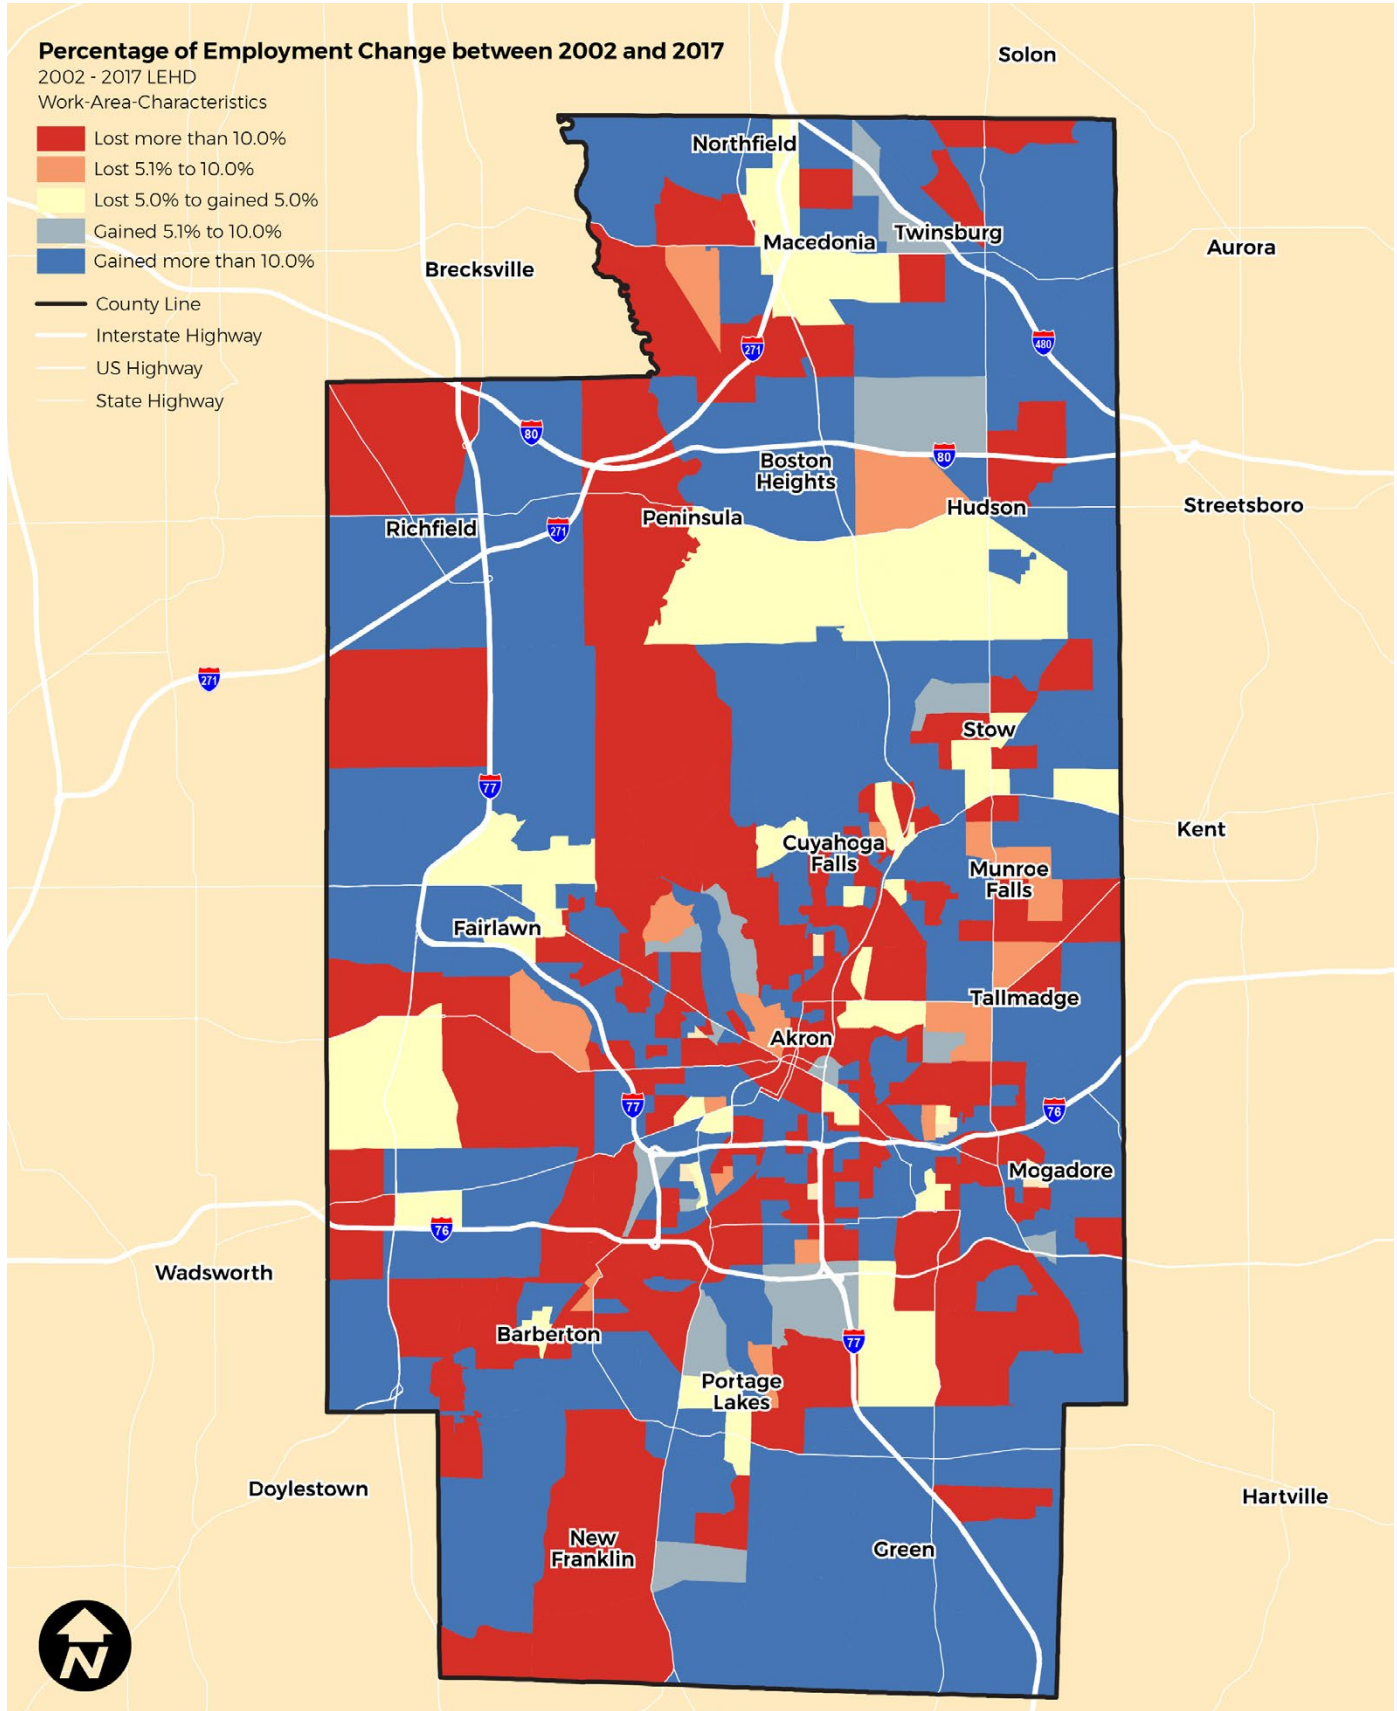 Percentage of Employment Change between 2002 and 2017
2002 - 2017 LEHD
Work-Area-Characteristics
Lost more than 10.0%
Lost 5.1% to 10.0%
Lost 5.0% to gained 5.0%
Gained 5.1% to 10.0%
Gained more than 10.0%
County Line
Interstate Highway
US Highway
State Highway
Solon
Northfield
Twinsburg
Macedonia
Aurora
Brecksville
480
271
80
80
Boston
Heights
Hudson
Streetsboro
Peninsula
Richfield
271
271
Stow
77
Kent
Cuyahoga
Falls
Munroe
Falls
Fairlawn
Tallmadge
Akron
77
76
Mogadore
76
Wadsworth
Barberton
77
Portage
Lakes
Doylestown
Hartville
New
Franklin
Green
N